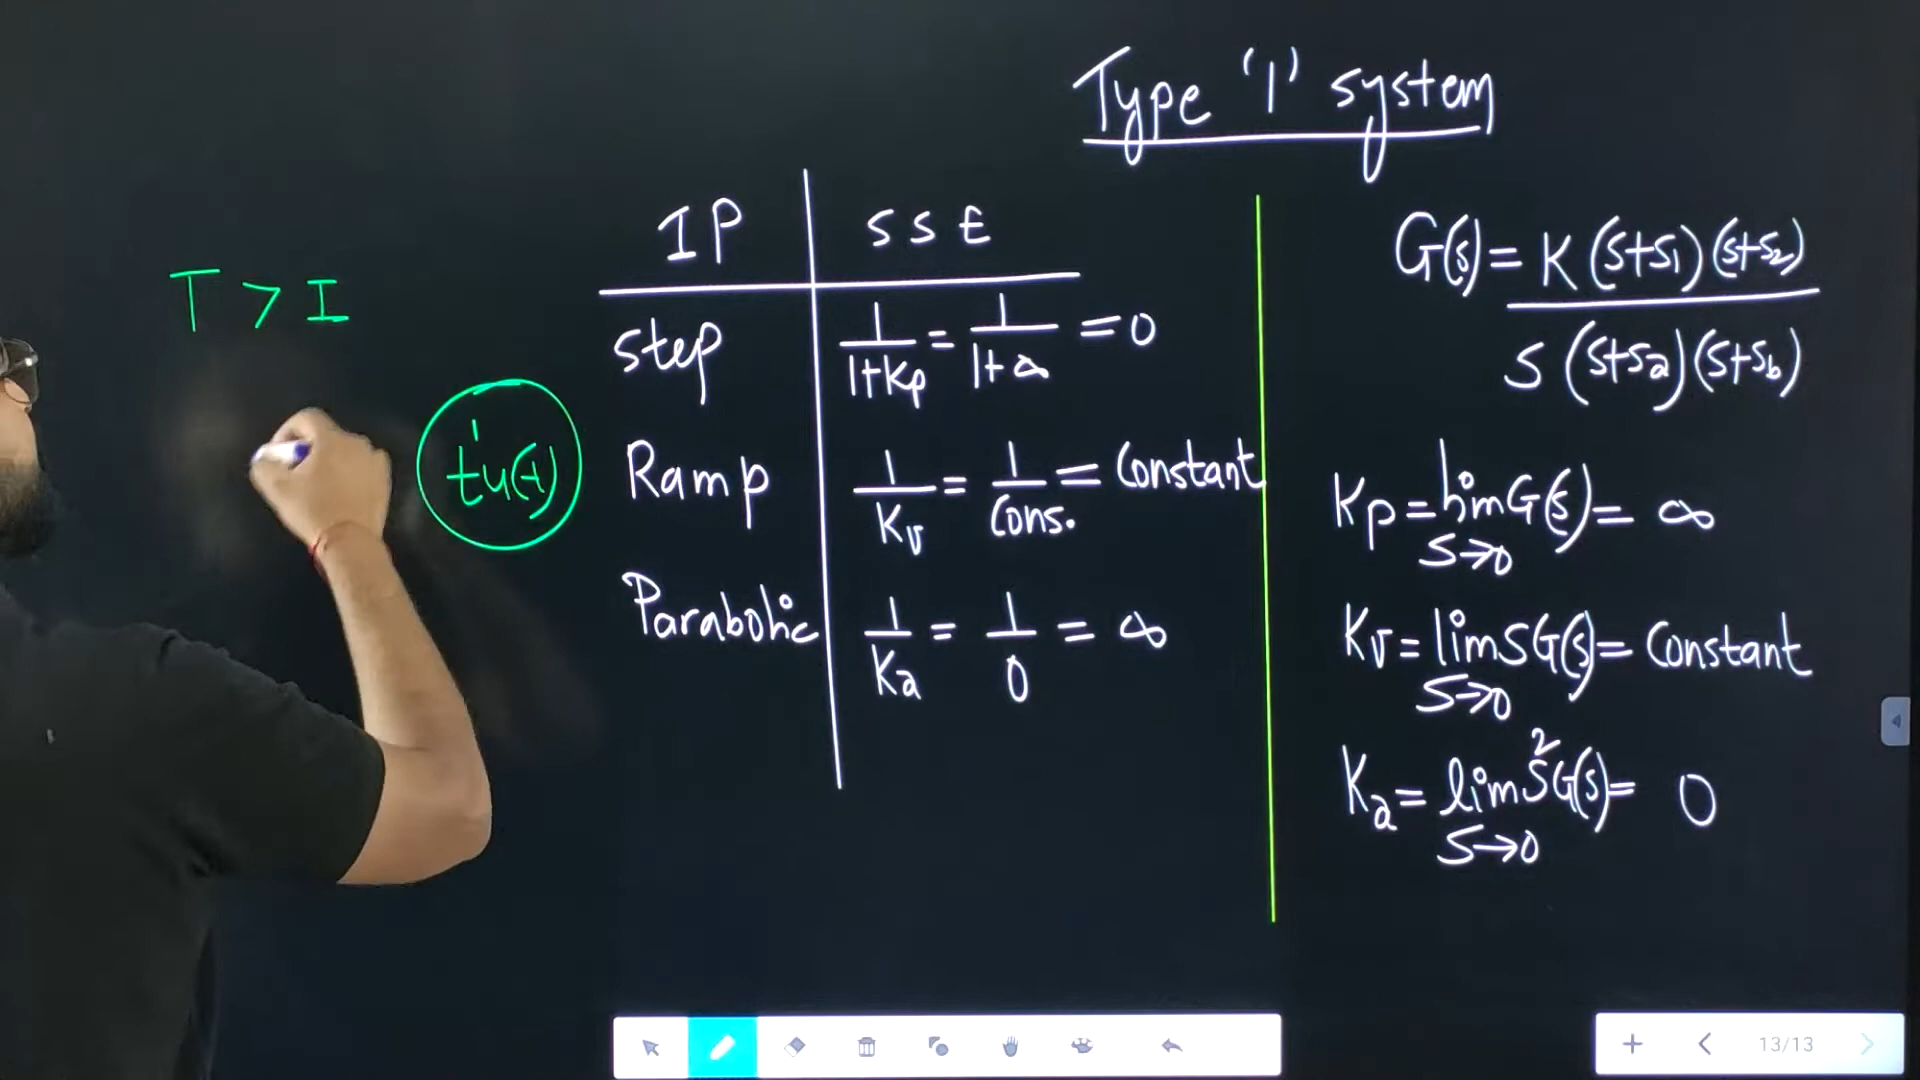 Type '1' system
IP | SSE
Step | 1/(1+Kp) = 1/(1+∞) = 0
Ramp | 1/Kv = 1/Cons. = Constant
Parabolic | 1/Ka = 1/0 = ∞
T > I
t¹u(t)
G(s) = K(S+S₁)(S+S₂) / S(S+Sa)(S+Sb)
Kp = lim G(s) = ∞
S→0
Kv = lim SG(s) = Constant
S→0
Ka = lim S²G(s) = 0
S→0
13/13